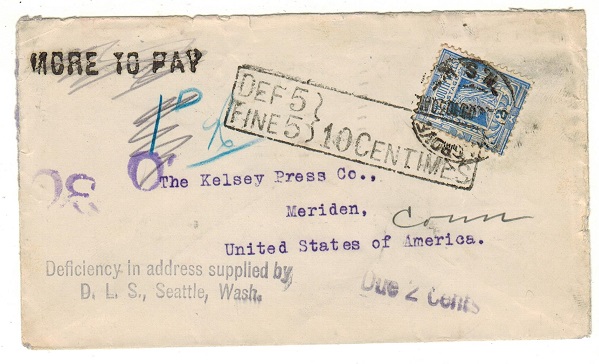 MORE TO PAY
DEF 5 }
FINE 5 } 10 CENTIMES
The Kelsey Press Co.,
Meriden, Conn
United States of America.
Deficiency in address supplied by
D. L. S., Seattle, Wash.
Due 2 Cents